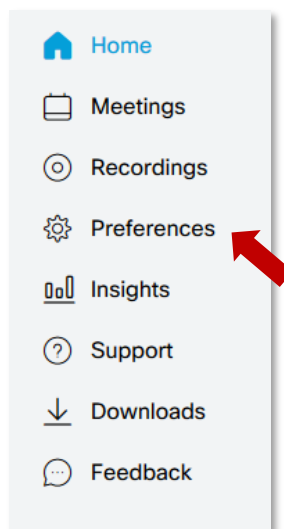 Home
Meetings
Recordings
Preferences
Insights
Support
Downloads
Feedback